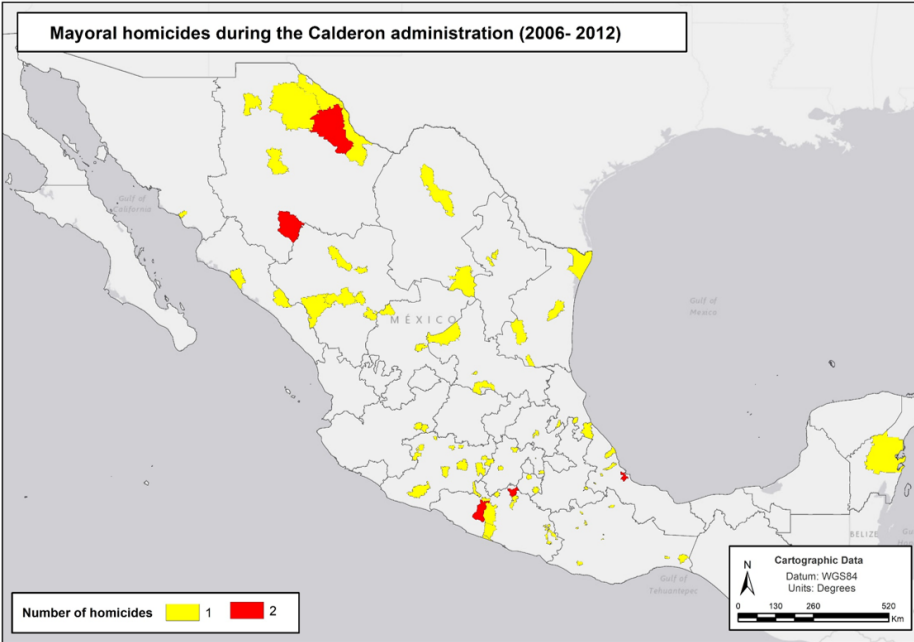 Mayoral homicides during the Calderon administration (2006- 2012)
Gulf of
California
MÉXICO
Gulf of
Mexico
BELIZE
Gulf of
Tehuantepec
Number of homicides
1
2
Cartographic Data
Datum: WGS84
Units: Degrees
N
0 130 260 520
Km